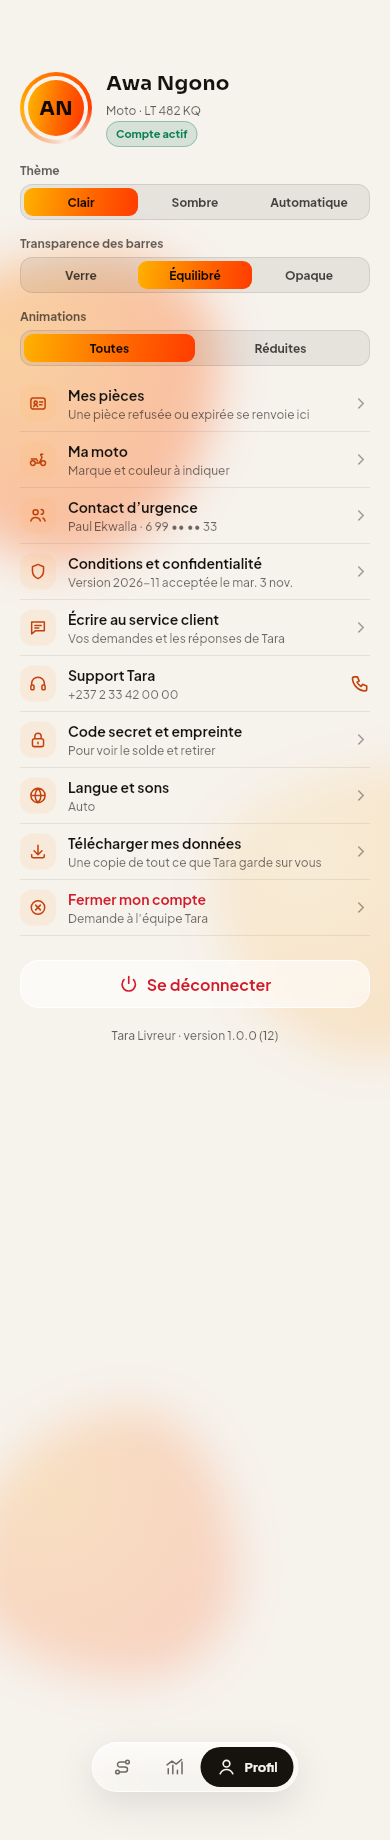 AN
Awa Ngono
Moto · LT 482 KQ
Compte actif
Thème
Clair
Sombre
Automatique
Transparence des barres
Verre
Équilibré
Opaque
Animations
Toutes
Réduites
Mes pièces
Une pièce refusée ou expirée se renvoie ici
Ma moto
Marque et couleur à indiquer
Contact d’urgence
Paul Ekwalla · 6 99 •• •• 33
Conditions et confidentialité
Version 2026-11 acceptée le mar. 3 nov.
Écrire au service client
Vos demandes et les réponses de Tara
Support Tara
+237 2 33 42 00 00
Code secret et empreinte
Pour voir le solde et retirer
Langue et sons
Auto
Télécharger mes données
Une copie de tout ce que Tara garde sur vous
Fermer mon compte
Demande à l’équipe Tara
Se déconnecter
Tara Livreur · version 1.0.0 (12)
Profil